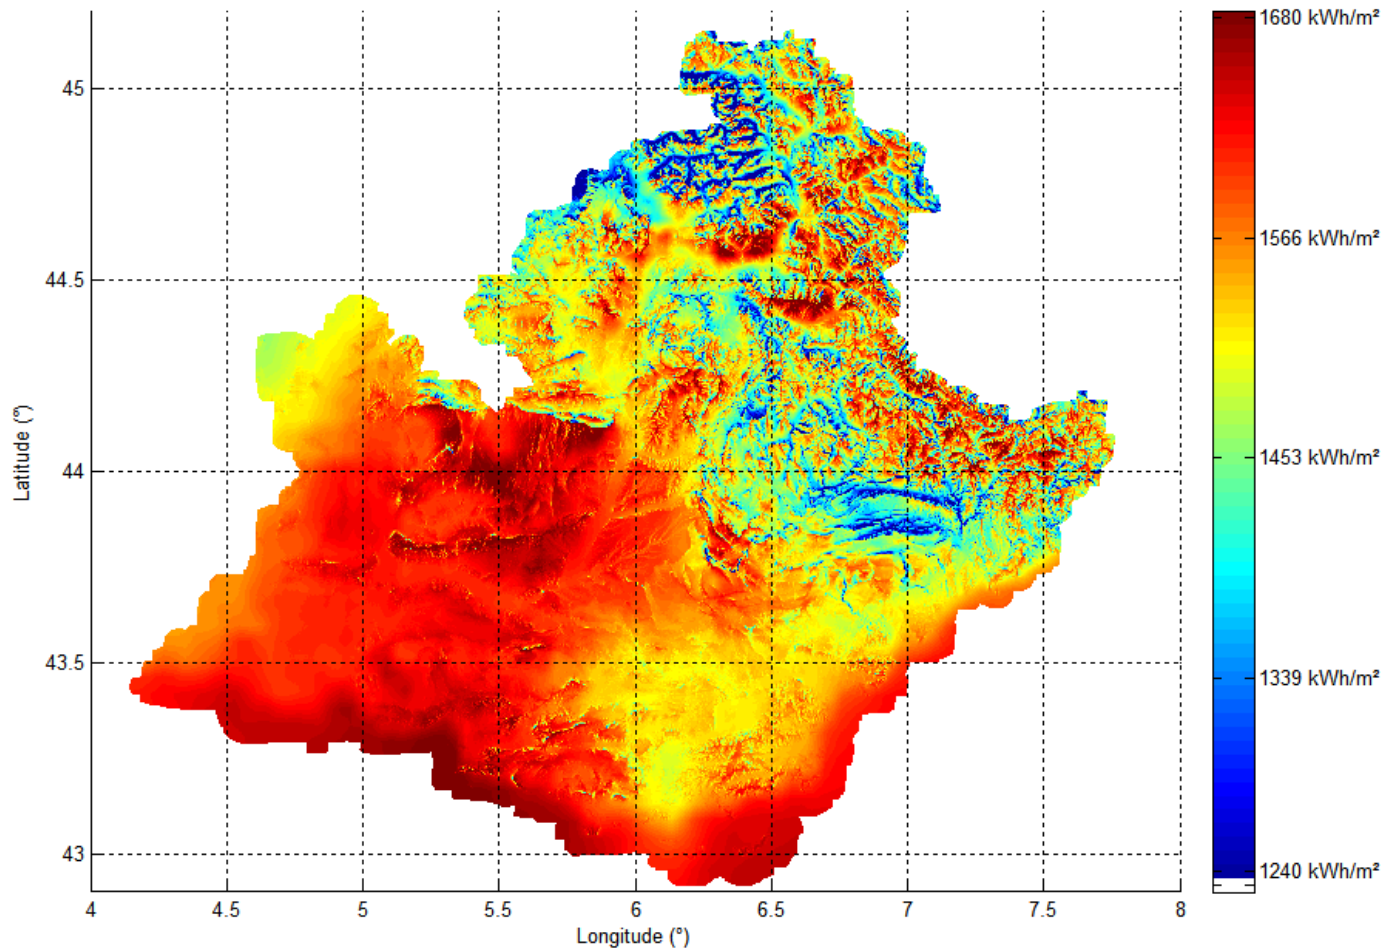 1680 kWh/m²
1566 kWh/m²
1453 kWh/m²
1339 kWh/m²
1240 kWh/m²
45
44.5
44
43.5
43
Latitude (°)
4
4.5
5
5.5
6
6.5
7
7.5
8
Longitude (°)